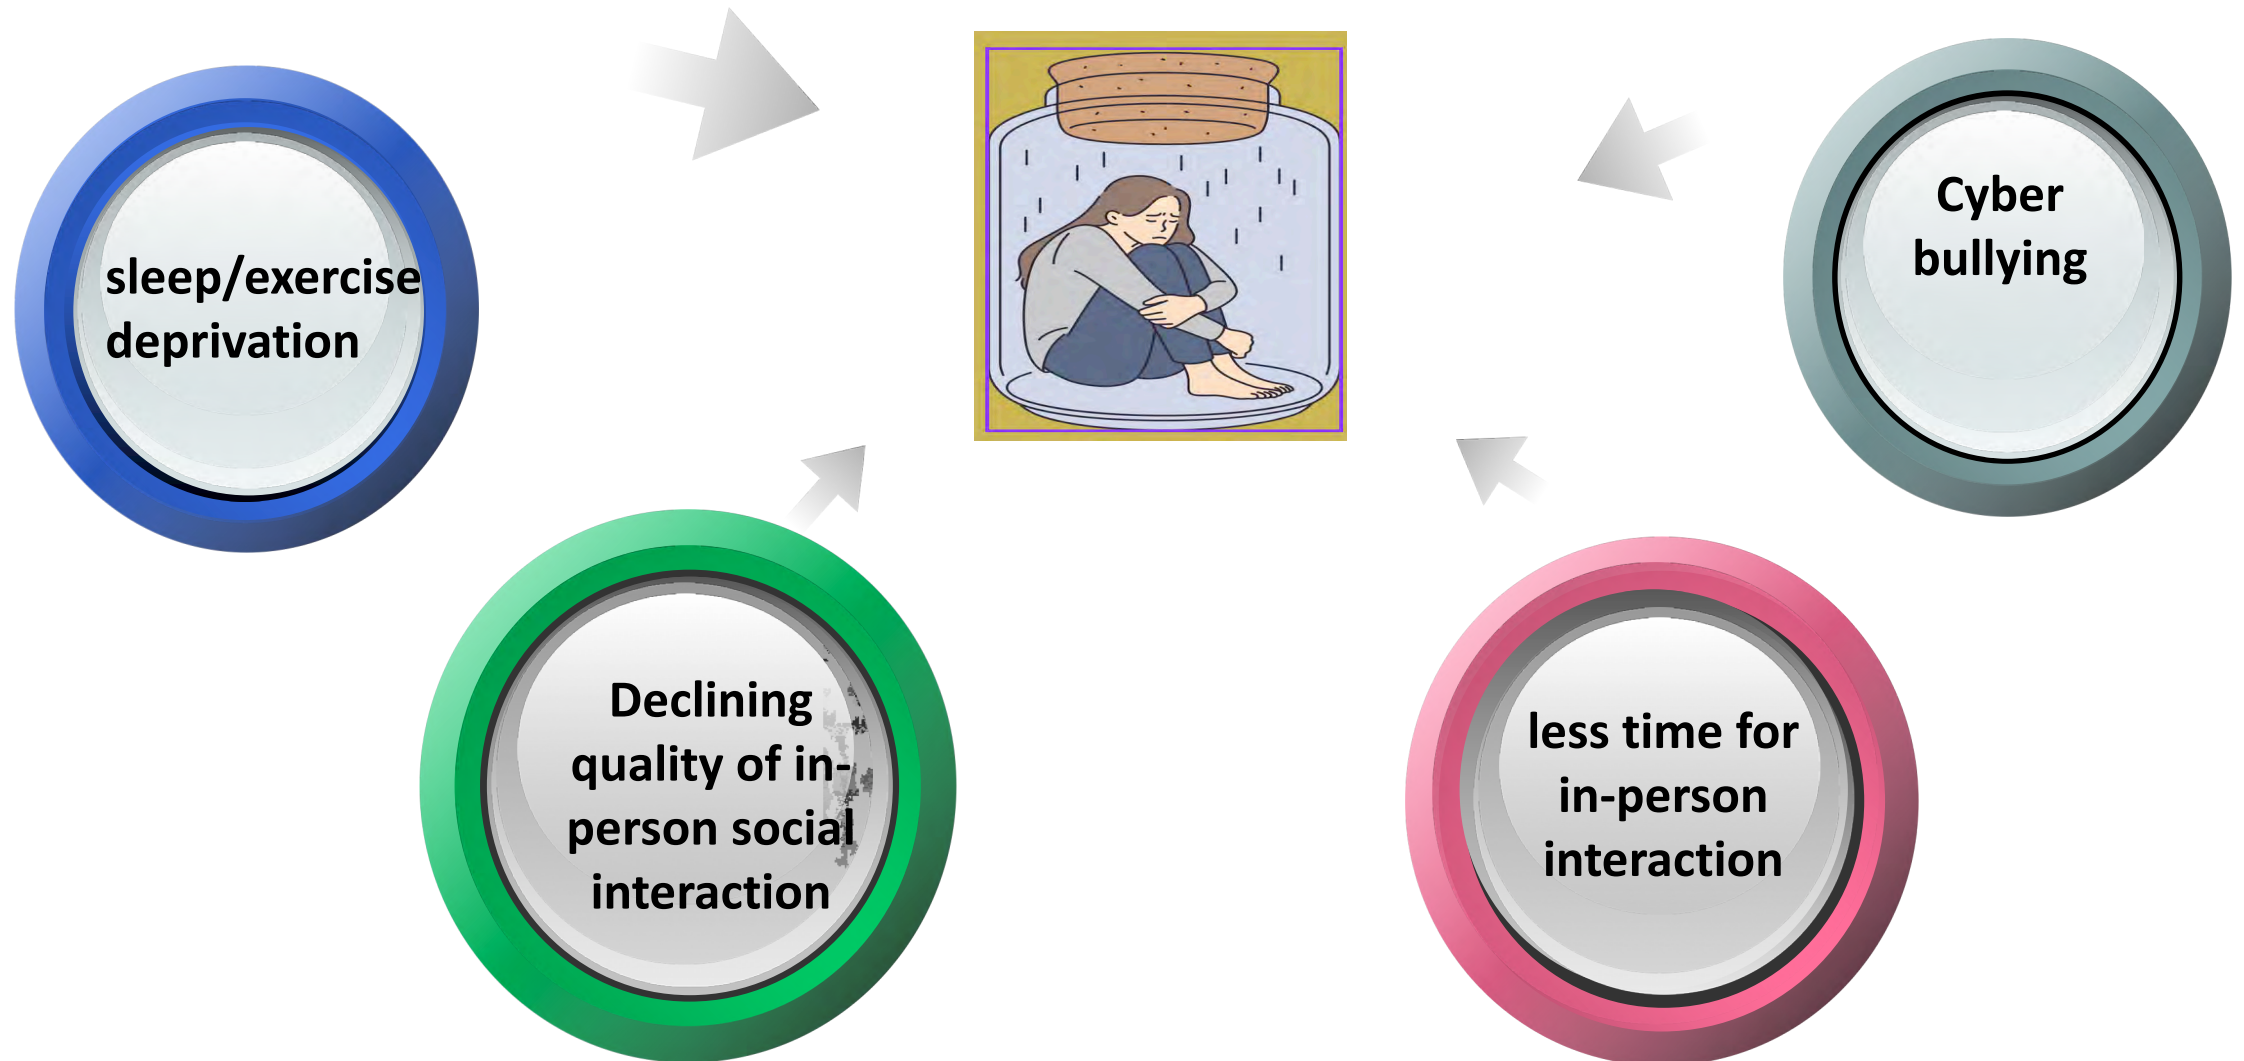 sleep/exercise
deprivation
Cyber
bullying
Declining
quality of in-
person social
interaction
less time for
in-person
interaction